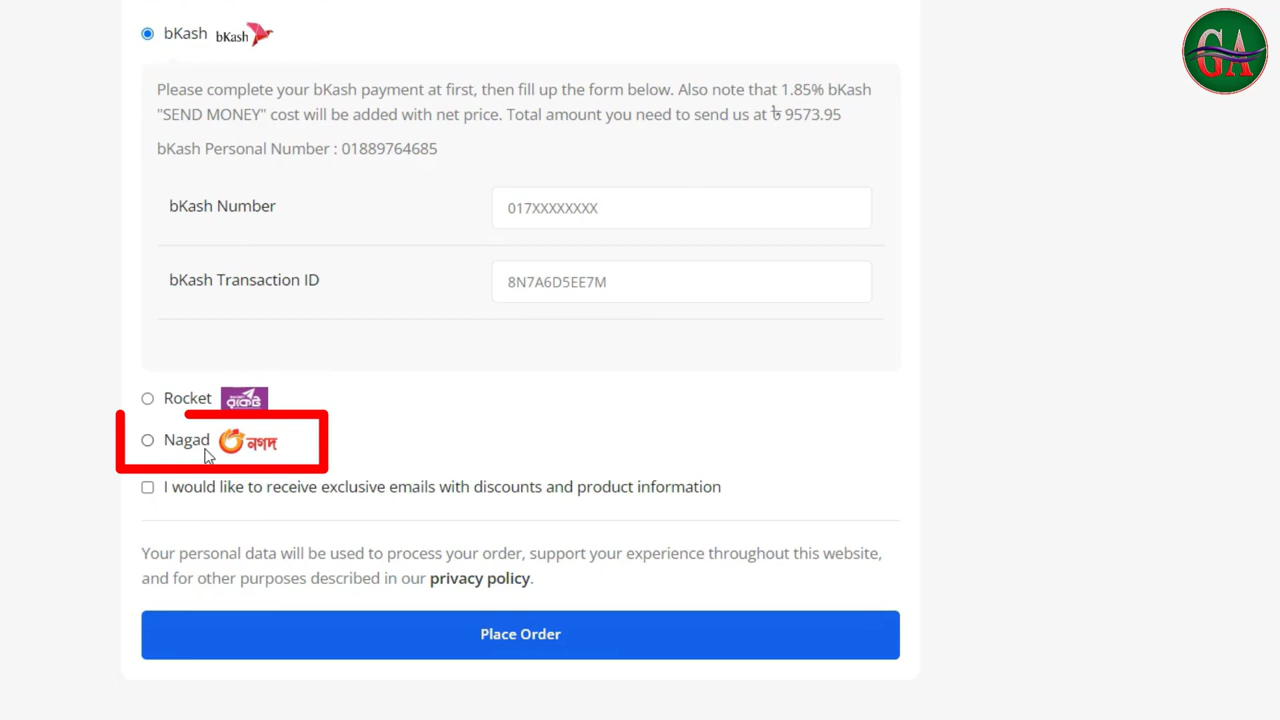 GA
bKash bKash
Please complete your bKash payment at first, then fill up the form below. Also note that 1.85% bKash
"SEND MONEY" cost will be added with net price. Total amount you need to send us at ৳ 9573.95
bKash Personal Number : 01889764685
bKash Number 017XXXXXXXX
bKash Transaction ID 8N7A6D5EE7M
Rocket রকেট
Nagad নগদ
I would like to receive exclusive emails with discounts and product information
Your personal data will be used to process your order, support your experience throughout this website,
and for other purposes described in our privacy policy.
Place Order